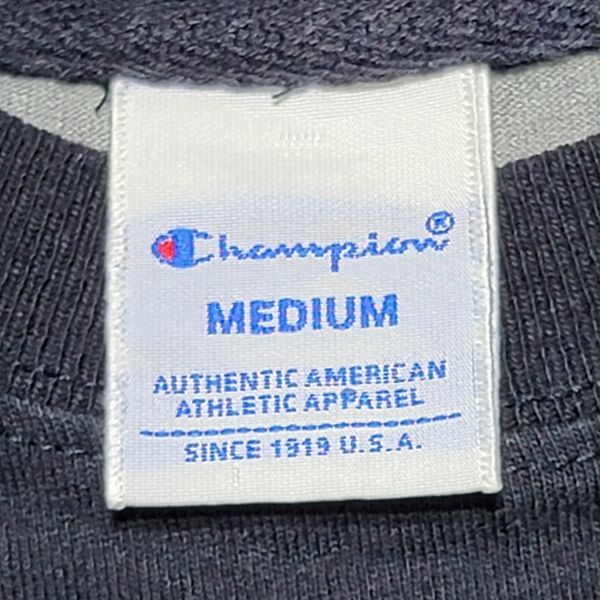 Champion®
MEDIUM
AUTHENTIC AMERICAN
ATHLETIC APPAREL
SINCE 1919 U.S.A.